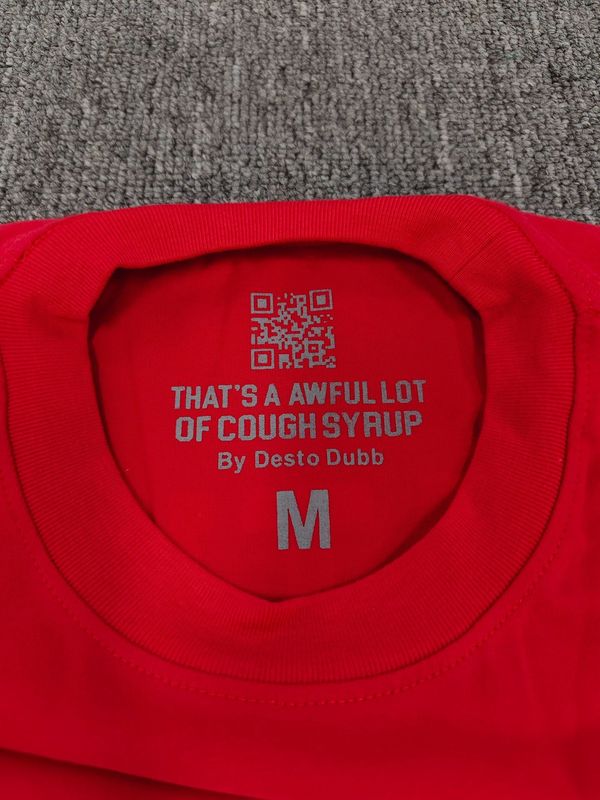 THAT'S A AWFUL LOT
OF COUGH SYRUP
By Desto Dubb
M